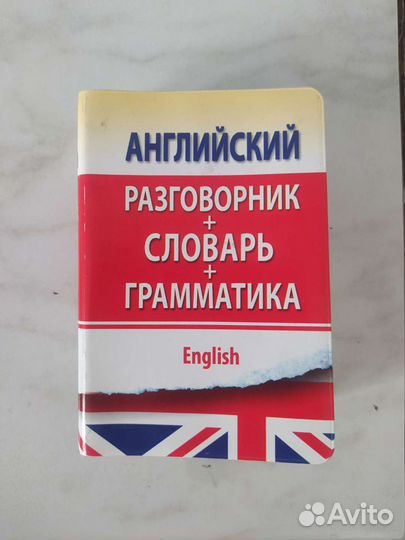 АНГЛИЙСКИЙ
РАЗГОВОРНИК
+
СЛОВАРЬ
+
ГРАММАТИКА
English
Avito